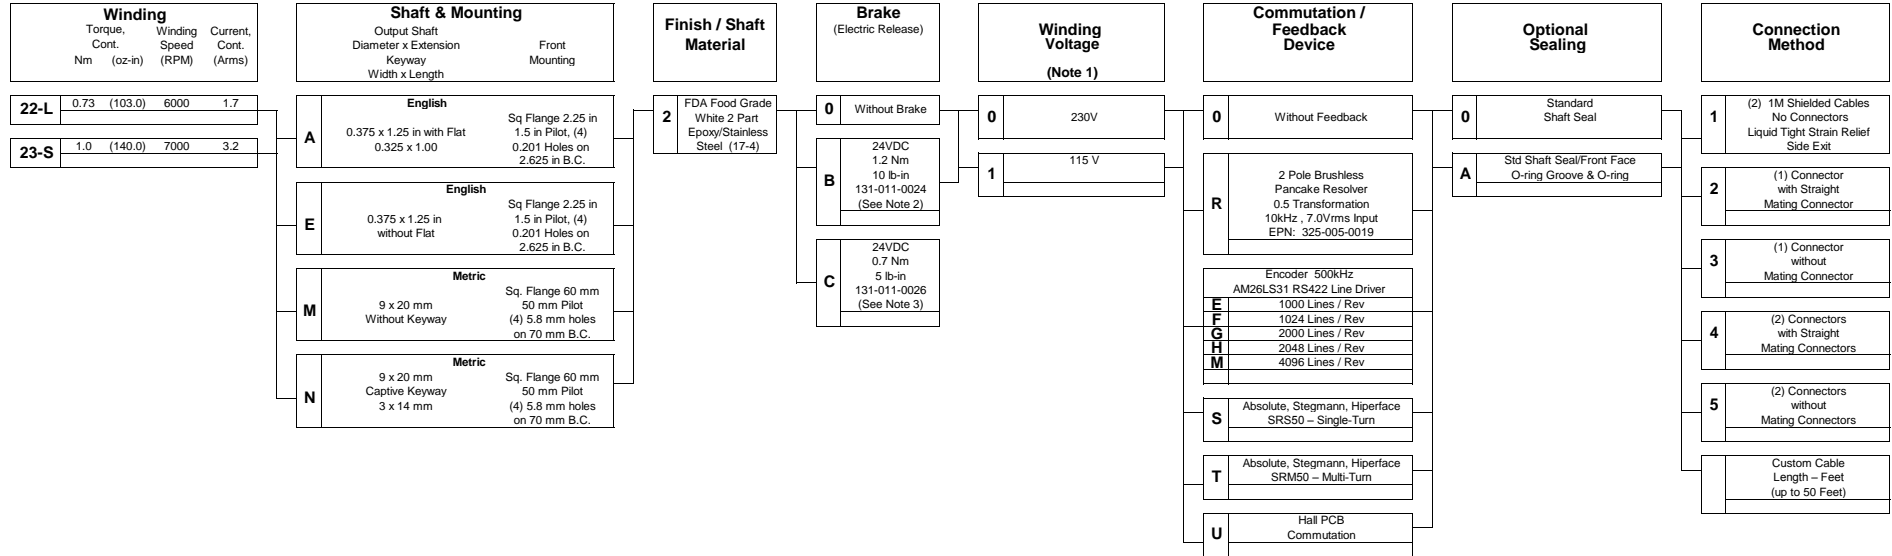 Winding
Torque, Winding Current,
Cont. Speed Cont.
Nm (oz-in) (RPM) (Arms)
22-L 0.73 (103.0) 6000 1.7
23-S 1.0 (140.0) 7000 3.2
Shaft & Mounting
Output Shaft
Diameter x Extension Front
Keyway Mounting
Width x Length
A
English
0.375 x 1.25 in with Flat
0.325 x 1.00
Sq Flange 2.25 in
1.5 in Pilot, (4)
0.201 Holes on
2.625 in B.C.
E
English
0.375 x 1.25 in
without Flat
Sq Flange 2.25 in
1.5 in Pilot, (4)
0.201 Holes on
2.625 in B.C.
M
Metric
9 x 20 mm
Without Keyway
Sq. Flange 60 mm
50 mm Pilot
(4) 5.8 mm holes
on 70 mm B.C.
N
Metric
9 x 20 mm
Captive Keyway
3 x 14 mm
Sq. Flange 60 mm
50 mm Pilot
(4) 5.8 mm holes
on 70 mm B.C.
Finish / Shaft
Material
2
FDA Food Grade
White 2 Part
Epoxy/Stainless
Steel (17-4)
Brake
(Electric Release)
0 Without Brake
B
24VDC
1.2 Nm
10 lb-in
131-011-0024
(See Note 2)
C
24VDC
0.7 Nm
5 lb-in
131-011-0026
(See Note 3)
Winding
Voltage
(Note 1)
0 230V
1 115 V
Commutation /
Feedback
Device
0 Without Feedback
R
2 Pole Brushless
Pancake Resolver
0.5 Transformation
10kHz , 7.0Vrms Input
EPN: 325-005-0019
Encoder 500kHz
AM26LS31 RS422 Line Driver
E 1000 Lines / Rev
F 1024 Lines / Rev
G 2000 Lines / Rev
H 2048 Lines / Rev
M 4096 Lines / Rev
S
Absolute, Stegmann, Hiperface
SRS50 – Single-Turn
T
Absolute, Stegmann, Hiperface
SRM50 – Multi-Turn
U
Hall PCB
Commutation
Optional
Sealing
0
Standard
Shaft Seal
A
Std Shaft Seal/Front Face
O-ring Groove & O-ring
Connection
Method
1
(2) 1M Shielded Cables
No Connectors
Liquid Tight Strain Relief
Side Exit
2
(1) Connector
with Straight
Mating Connector
3
(1) Connector
without
Mating Connector
4
(2) Connectors
with Straight
Mating Connectors
5
(2) Connectors
without
Mating Connectors
Custom Cable
Length – Feet
(up to 50 Feet)